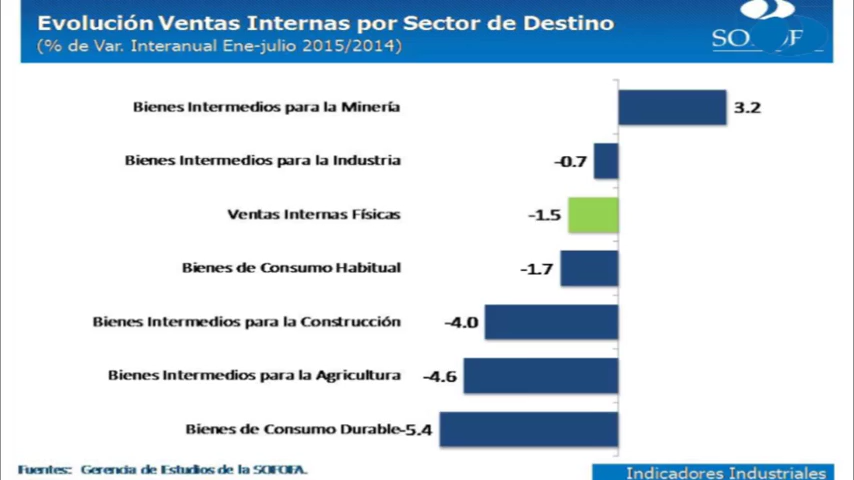 Evolución Ventas Internas por Sector de Destino
(% de Var. Interanual Ene-julio 2015/2014)
Bienes Intermedios para la Minería 3.2
Bienes Intermedios para la Industria -0.7
Ventas Internas Físicas -1.5
Bienes de Consumo Habitual -1.7
Bienes Intermedios para la Construcción -4.0
Bienes Intermedios para la Agricultura -4.6
Bienes de Consumo Durable -5.4
Fuentes: Gerencia de Estudios de la SOFOFA.
Indicadores Industriales